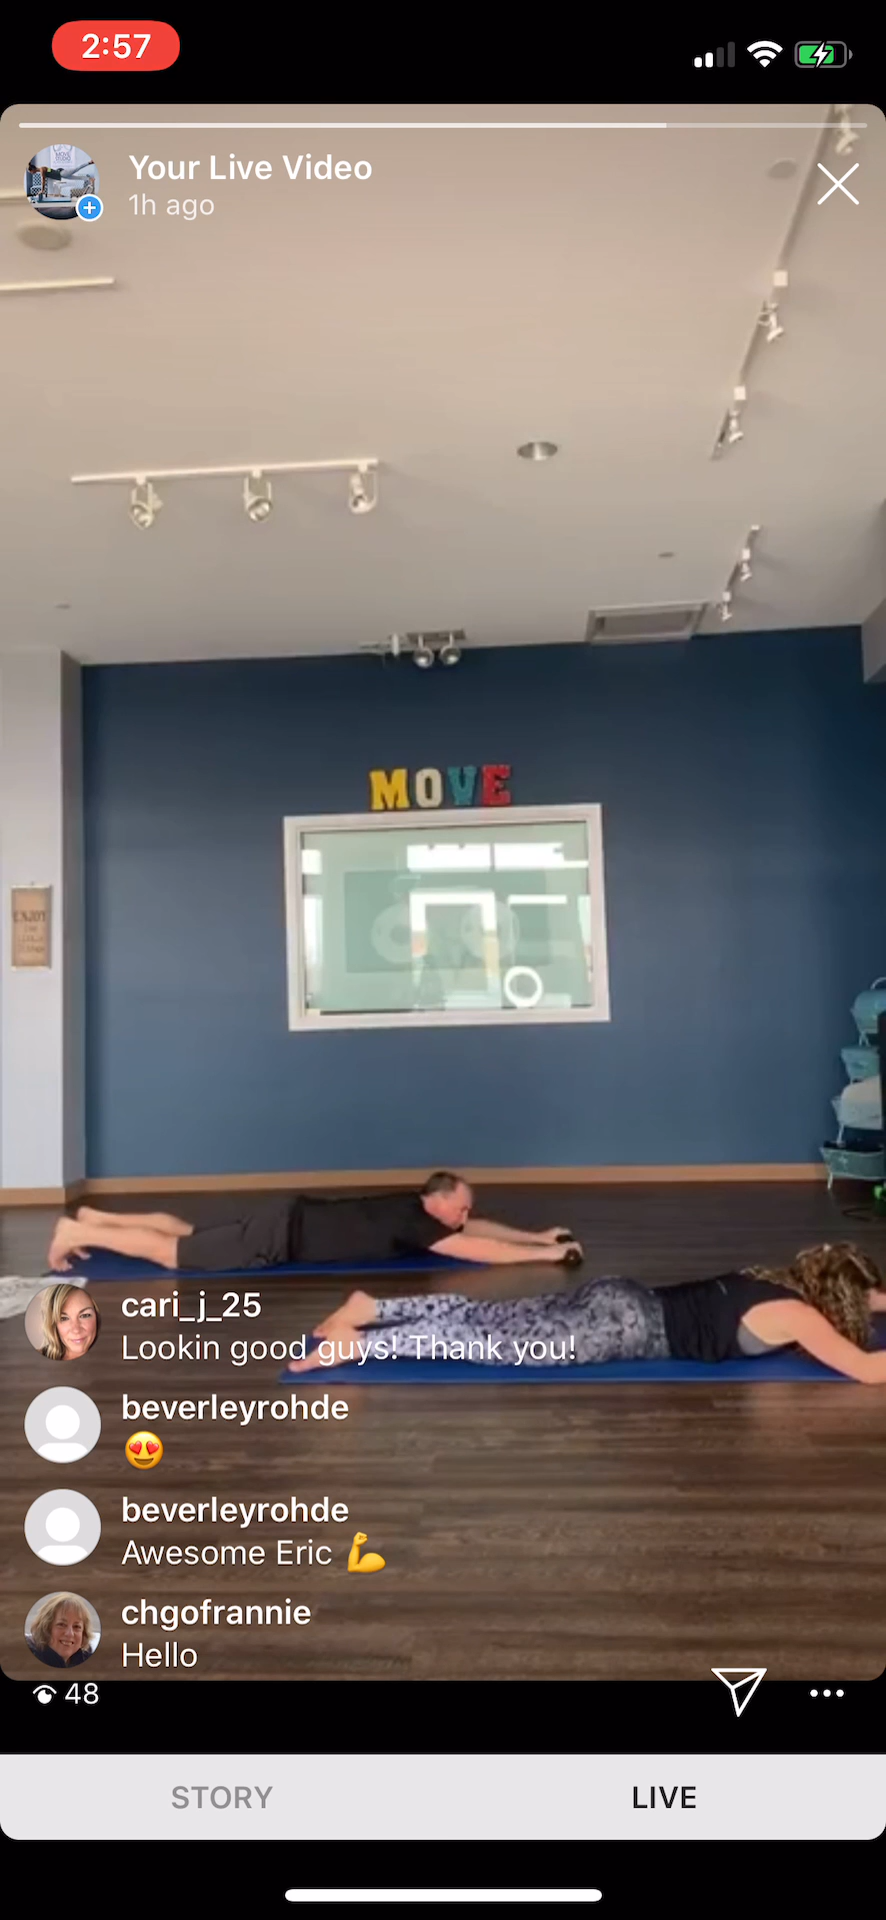 2:57
Your Live Video
1h ago
MOVE
ENJOY
cari_j_25
Lookin good guys! Thank you!
beverleyrohde
😍
beverleyrohde
Awesome Eric 💪
chgofrannie
Hello
48
STORY
LIVE